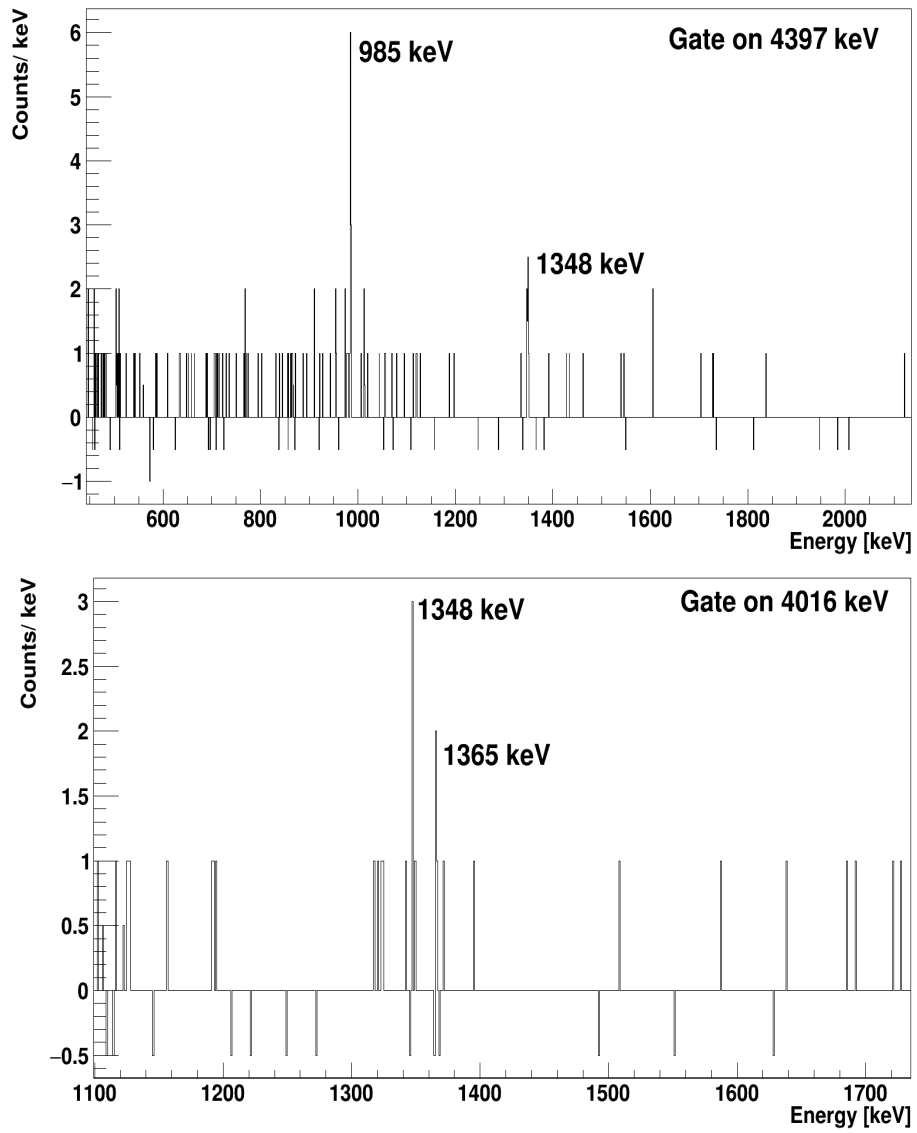 Counts/ keV
6
5
4
3
2
1
0
−1
985 keV
1348 keV
Gate on 4397 keV
600 800 1000 1200 1400 1600 1800 2000
Energy [keV]
Counts/ keV
3
2.5
2
1.5
1
0.5
0
−0.5
1348 keV
1365 keV
Gate on 4016 keV
1100 1200 1300 1400 1500 1600 1700
Energy [keV]